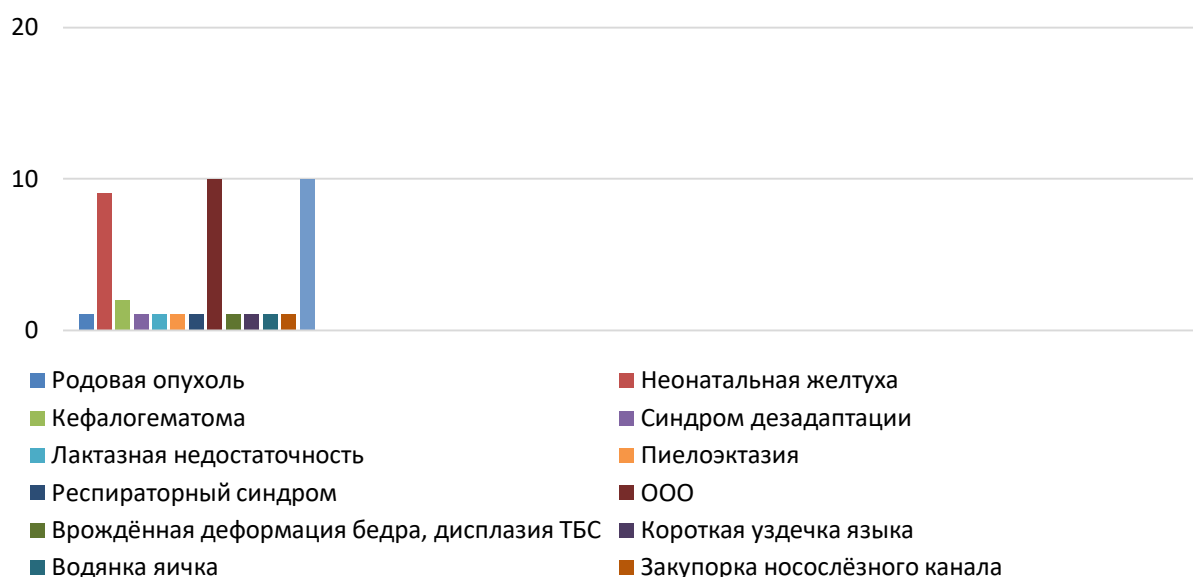 20
10
0
Родовая опухоль
Неонатальная желтуха
Кефалогематома
Синдром дезадаптации
Лактазная недостаточность
Пиелоэктазия
Респираторный синдром
ООО
Врождённая деформация бедра, дисплазия ТБС
Короткая уздечка языка
Водянка яичка
Закупорка носослёзного канала